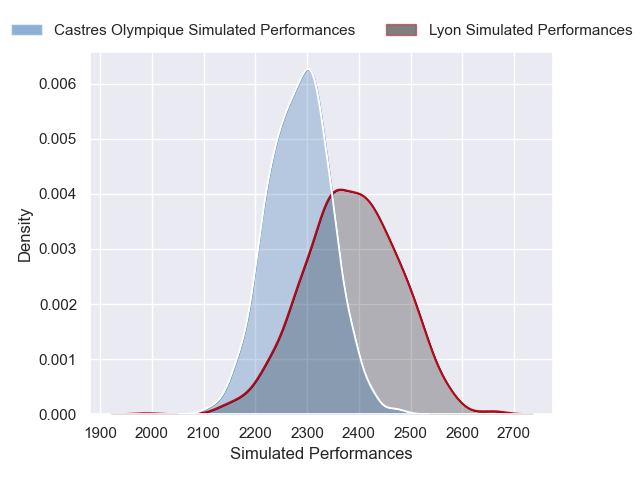 Castres Olympique Simulated Performances Lyon Simulated Performances
0.006
0.005
0.004
0.003
0.002
0.001
0.000
Density
1900 2000 2100 2200 2300 2400 2500 2600 2700
Simulated Performances